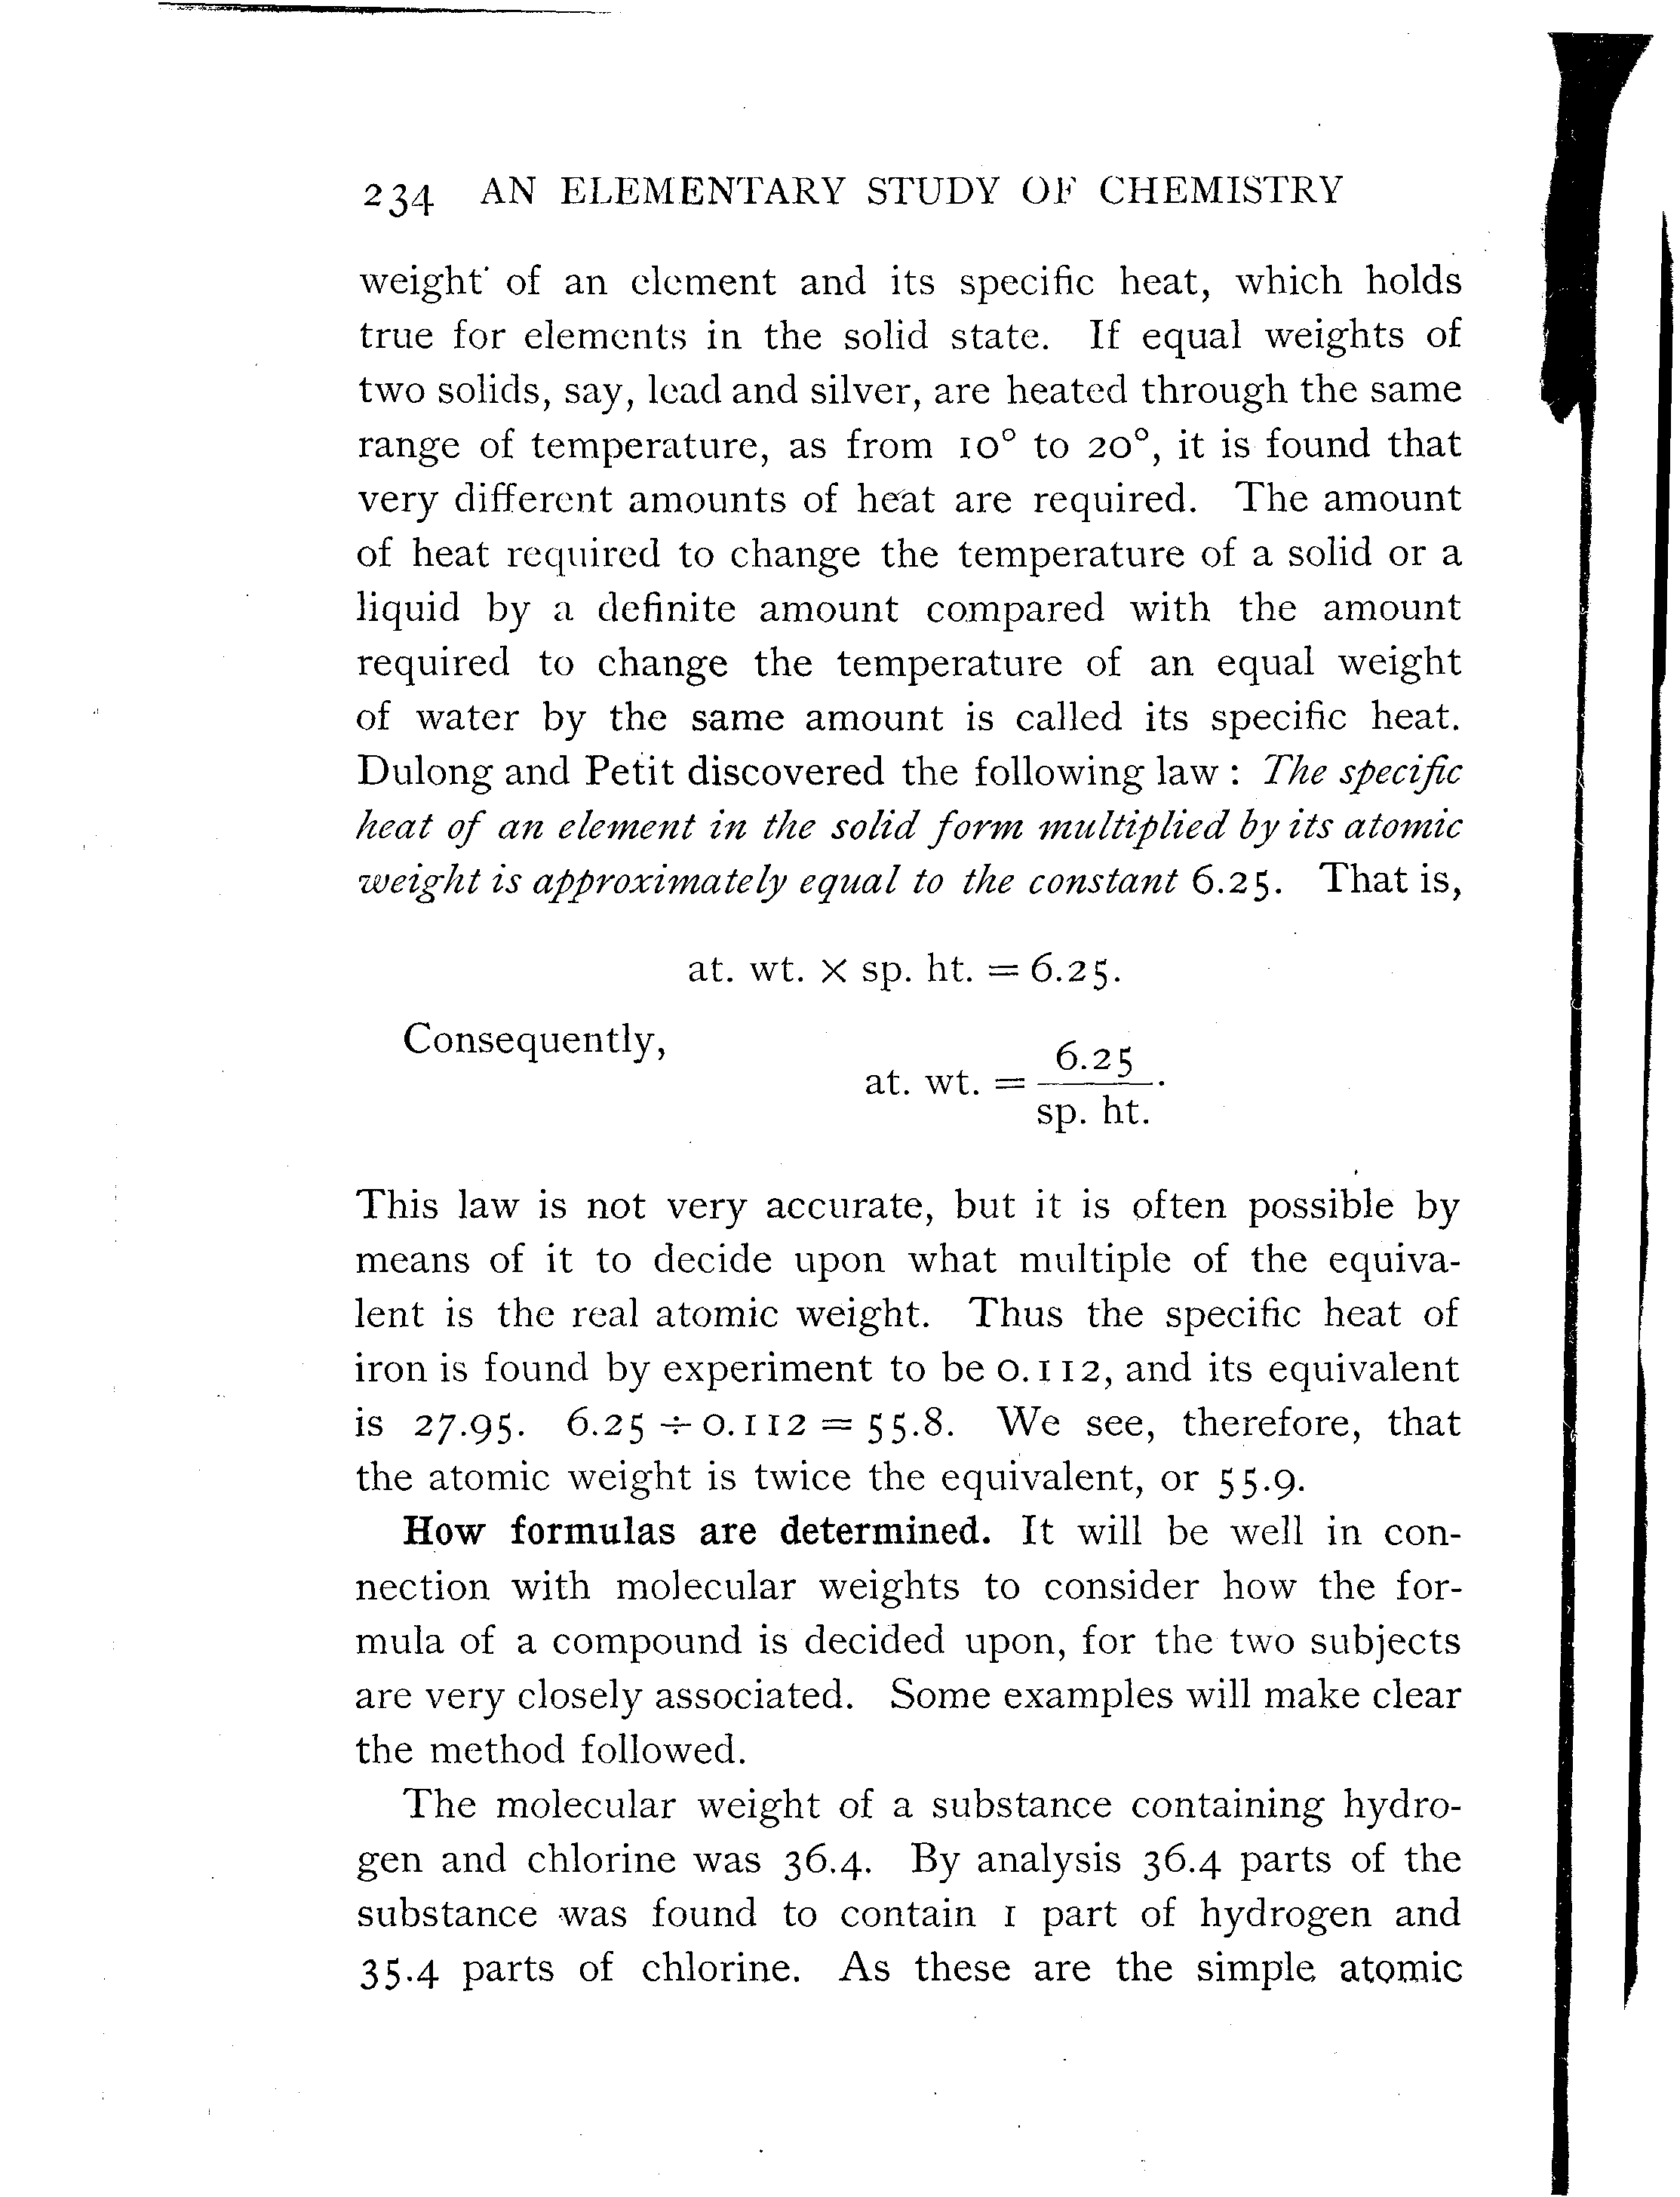 234 AN ELEMENTARY STUDY OF CHEMISTRY
weight of an element and its specific heat, which holds
true for elements in the solid state. If equal weights of
two solids, say, lead and silver, are heated through the same
range of temperature, as from 10° to 20°, it is found that
very different amounts of heat are required. The amount
of heat required to change the temperature of a solid or a
liquid by a definite amount compared with the amount
required to change the temperature of an equal weight
of water by the same amount is called its specific heat.
Dulong and Petit discovered the following law : The specific
heat of an element in the solid form multiplied by its atomic
weight is approximately equal to the constant 6.25. That is,
at. wt. × sp. ht. = 6.25.
Consequently,
at. wt. = 6.25 / sp. ht.
This law is not very accurate, but it is often possible by
means of it to decide upon what multiple of the equiva-
lent is the real atomic weight. Thus the specific heat of
iron is found by experiment to be 0.112, and its equivalent
is 27.95. 6.25 ÷ 0.112 = 55.8. We see, therefore, that
the atomic weight is twice the equivalent, or 55.9.
How formulas are determined. It will be well in con-
nection with molecular weights to consider how the for-
mula of a compound is decided upon, for the two subjects
are very closely associated. Some examples will make clear
the method followed.
The molecular weight of a substance containing hydro-
gen and chlorine was 36.4. By analysis 36.4 parts of the
substance was found to contain 1 part of hydrogen and
35.4 parts of chlorine. As these are the simple atomic